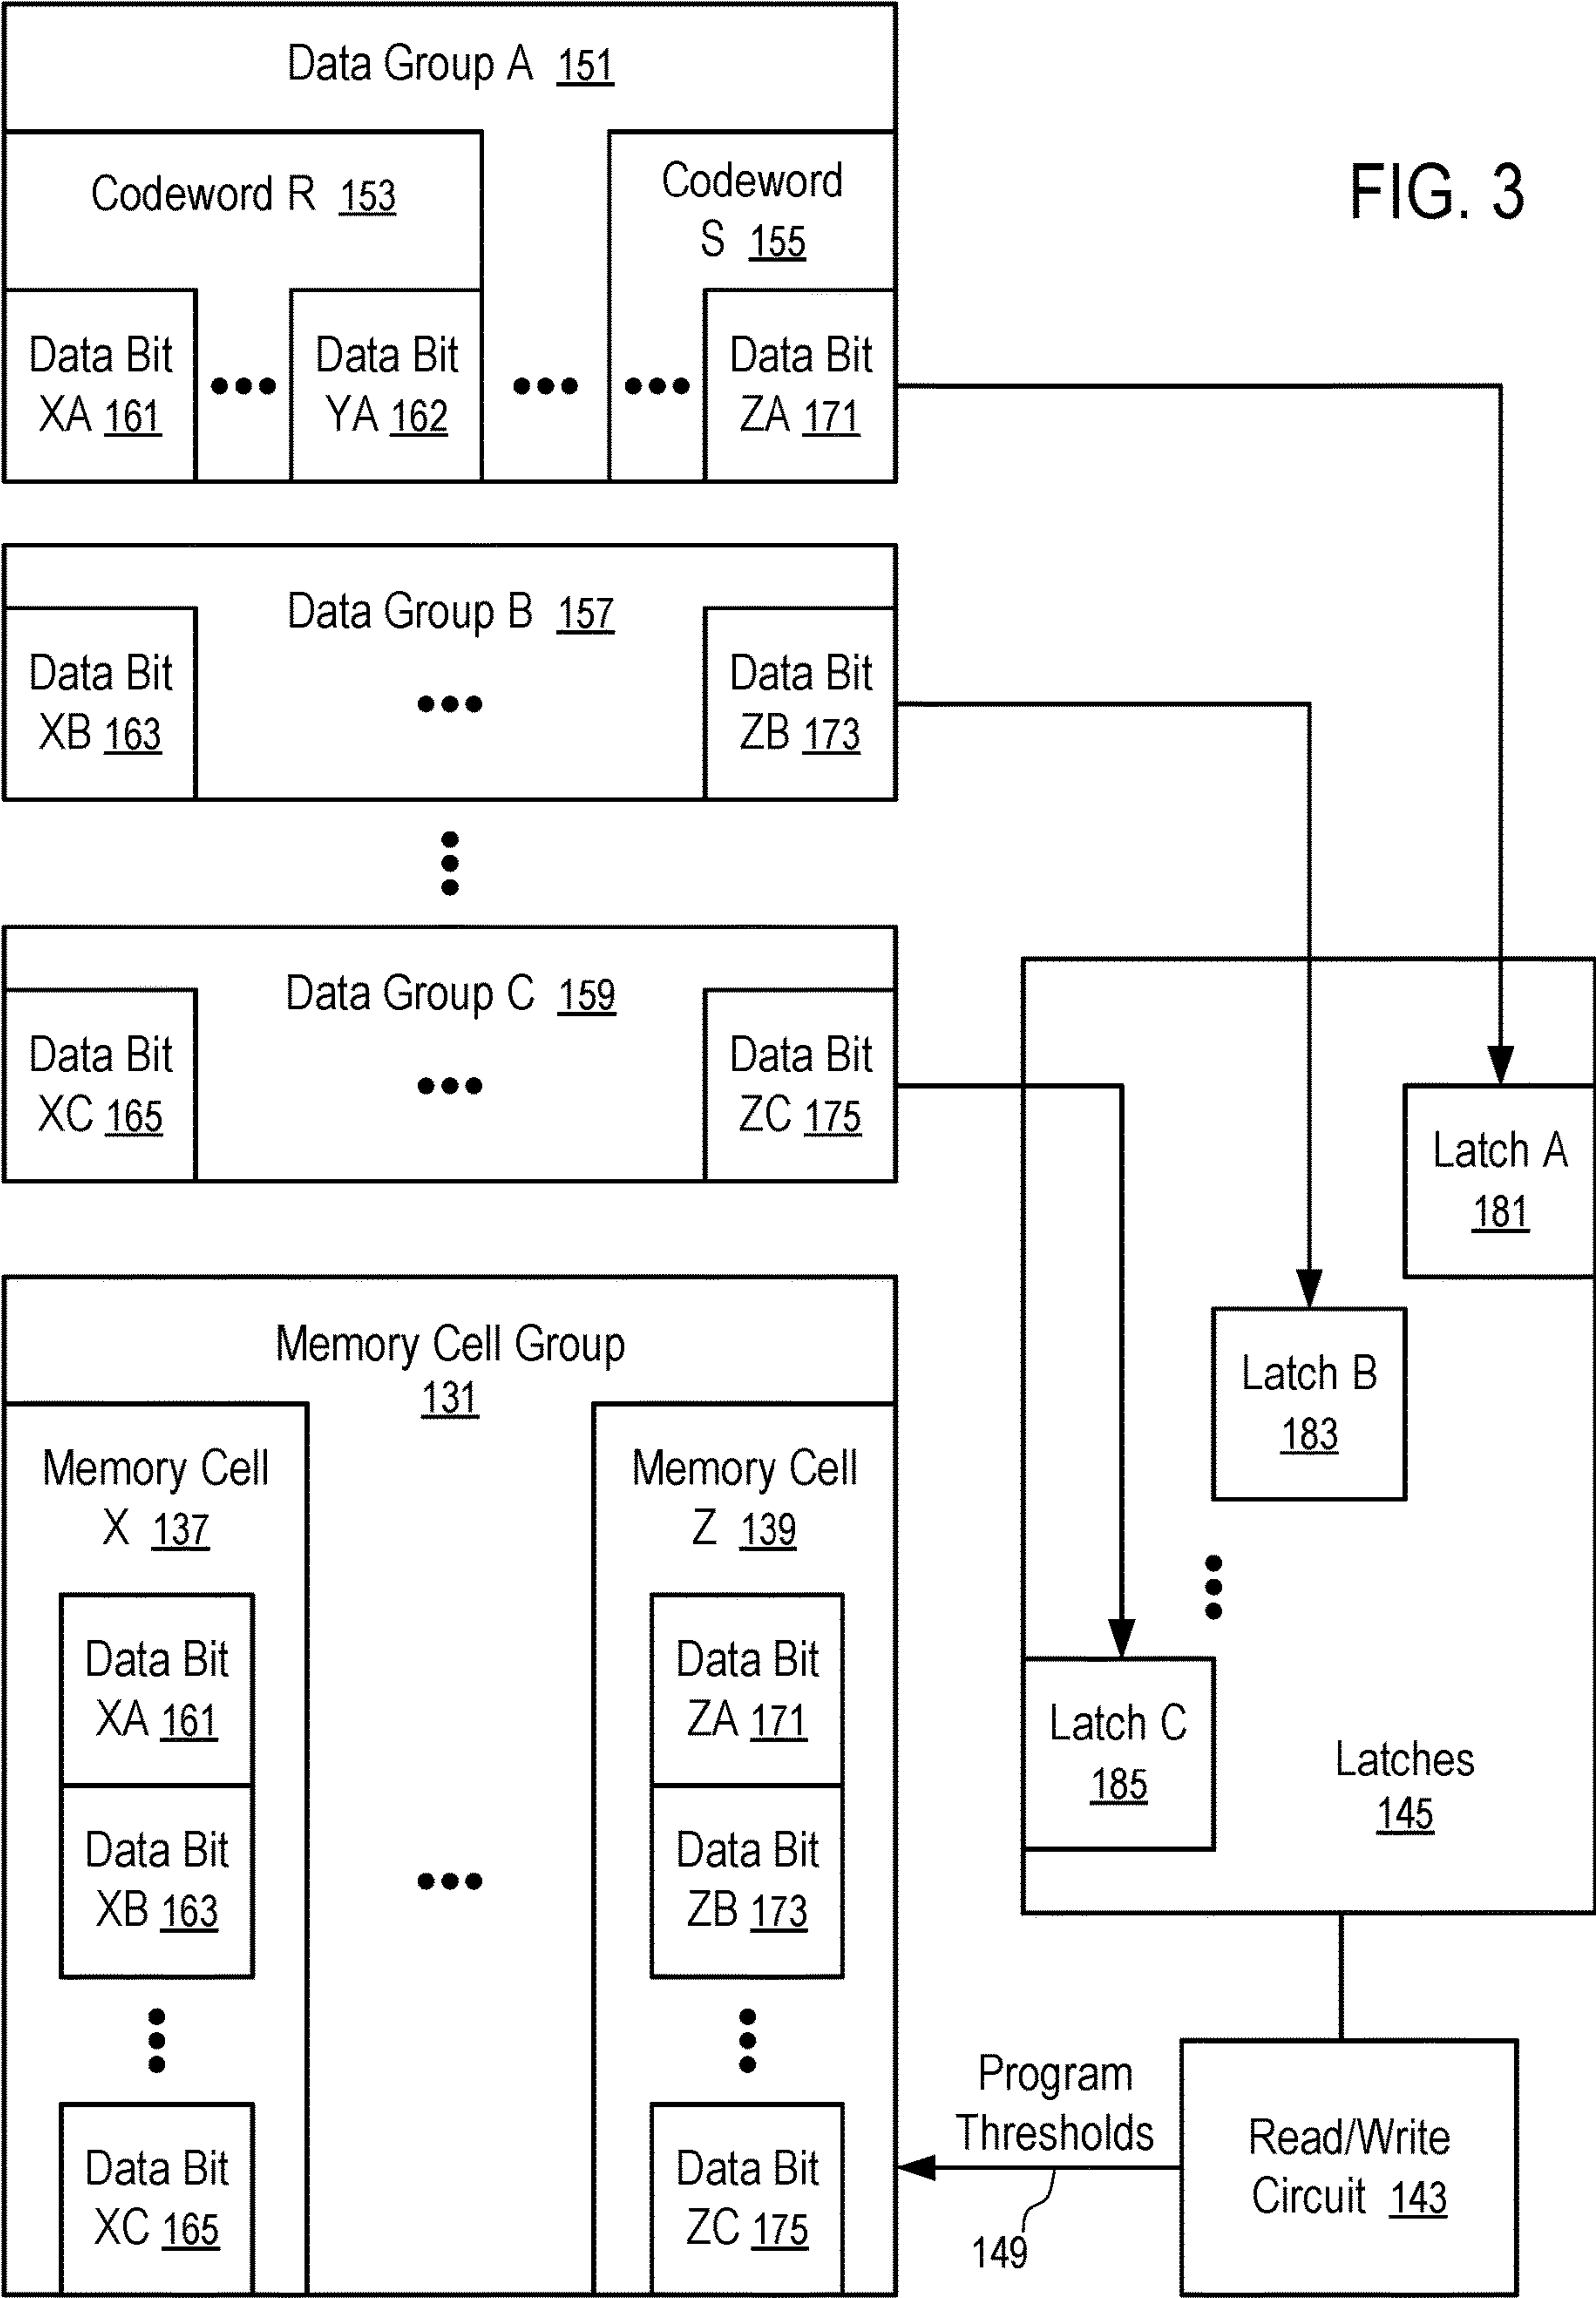 Data Group A 151
FIG. 3
Codeword R 153
Codeword
S 155
Data Bit
XA 161
Data Bit
YA 162
Data Bit
ZA 171
Data Group B 157
Data Bit
XB 163
Data Bit
ZB 173
Data Group C 159
Data Bit
XC 165
Data Bit
ZC 175
Latch A
181
Latch B
183
Latch C
185
Latches
145
Memory Cell Group
131
Memory Cell
X 137
Data Bit
XA 161
Data Bit
XB 163
Data Bit
XC 165
Memory Cell
Z 139
Data Bit
ZA 171
Data Bit
ZB 173
Data Bit
ZC 175
Program
Thresholds
149
Read/Write
Circuit 143